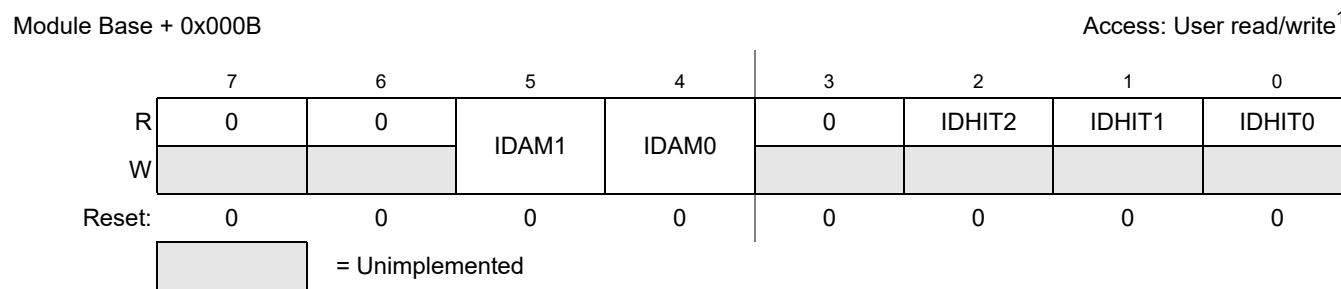 Module Base + 0x000B Access: User read/write1
7 6 5 4 3 2 1 0
R 0 0 IDAM1 IDAM0 0 IDHIT2 IDHIT1 IDHIT0
W
Reset: 0 0 0 0 0 0 0 0
= Unimplemented